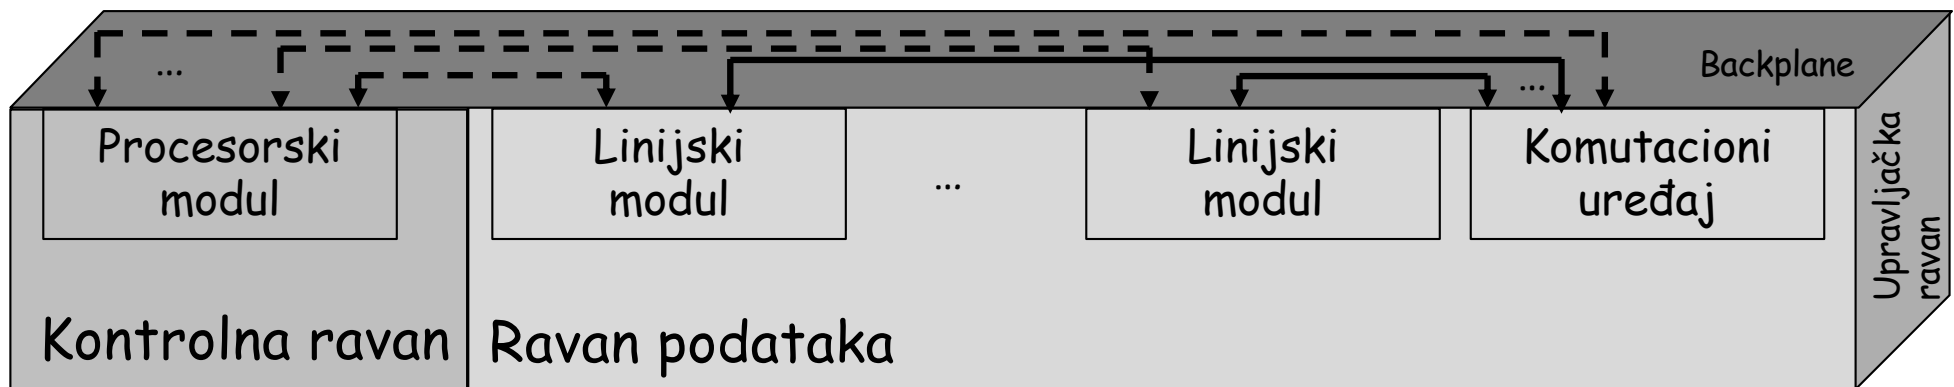 ...
...
Backplane
Procesorski
modul
Linijski
modul
...
Linijski
modul
Komutacioni
uređaj
Upravljačka
ravan
Kontrolna ravan
Ravan podataka